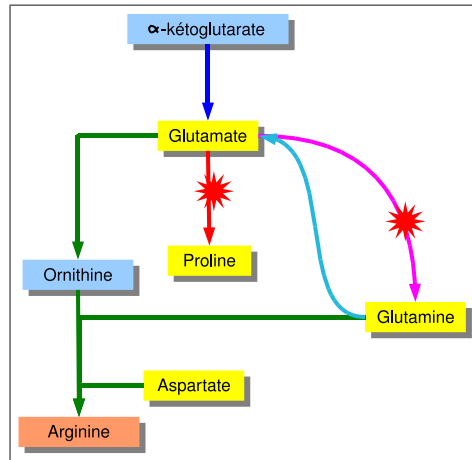 α-kétoglutarate
Glutamate
Proline
Ornithine
Glutamine
Aspartate
Arginine